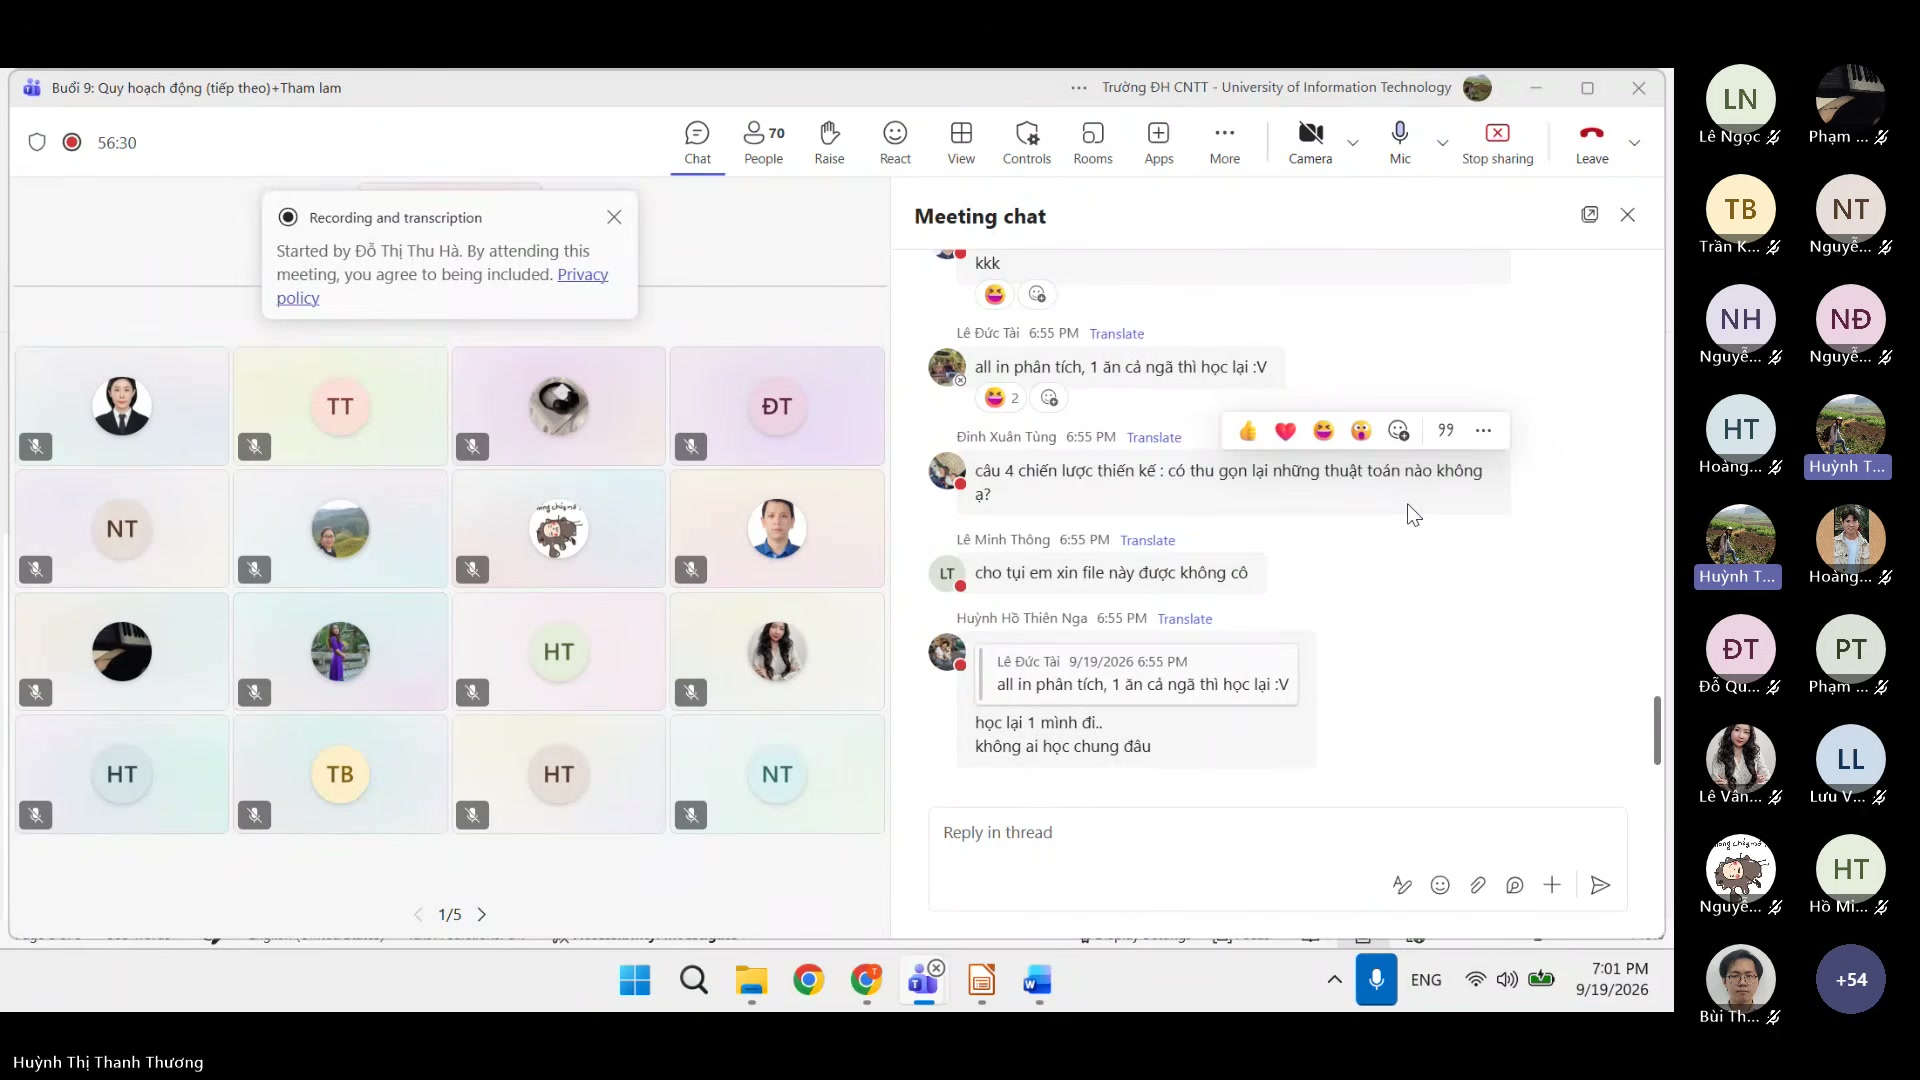 Buổi 9: Quy hoạch động (tiếp theo)+Tham lam
Trường ĐH CNTT - University of Information Technology
56:30
Chat
70
People
Raise
React
View
Controls
Rooms
Apps
More
Camera
Mic
Stop sharing
Leave
Recording and transcription
Started by Đỗ Thị Thu Hà. By attending this
meeting, you agree to being included. Privacy
policy
TT
ĐT
NT
HT
HT
TB
HT
NT
1/5
Meeting chat
kkk
Lê Đức Tài 6:55 PM Translate
all in phân tích, 1 ăn cả ngã thì học lại :V
2
Đinh Xuân Tùng 6:55 PM Translate
câu 4 chiến lược thiến kế : có thu gọn lại những thuật toán nào không
ạ?
Lê Minh Thông 6:55 PM Translate
LT
cho tụi em xin file này được không cô
Huỳnh Hồ Thiên Nga 6:55 PM Translate
Lê Đức Tài 9/19/2026 6:55 PM
all in phân tích, 1 ăn cả ngã thì học lại :V
học lại 1 mình đi..
không ai học chung đâu
Reply in thread
ENG
7:01 PM
9/19/2026
LN
Lê Ngọc
Phạm ...
TB
NT
Trần K...
Nguyễ...
NH
NĐ
Nguyễ...
Nguyễ...
HT
Hoàng...
Huỳnh T...
Huỳnh T...
Hoàng...
ĐT
PT
Đỗ Qu...
Phạm ...
LL
Lê Vân...
Lưu V...
HT
Nguyễ...
Hồ Mi...
+54
Bùi Th...
Huỳnh Thị Thanh Thương